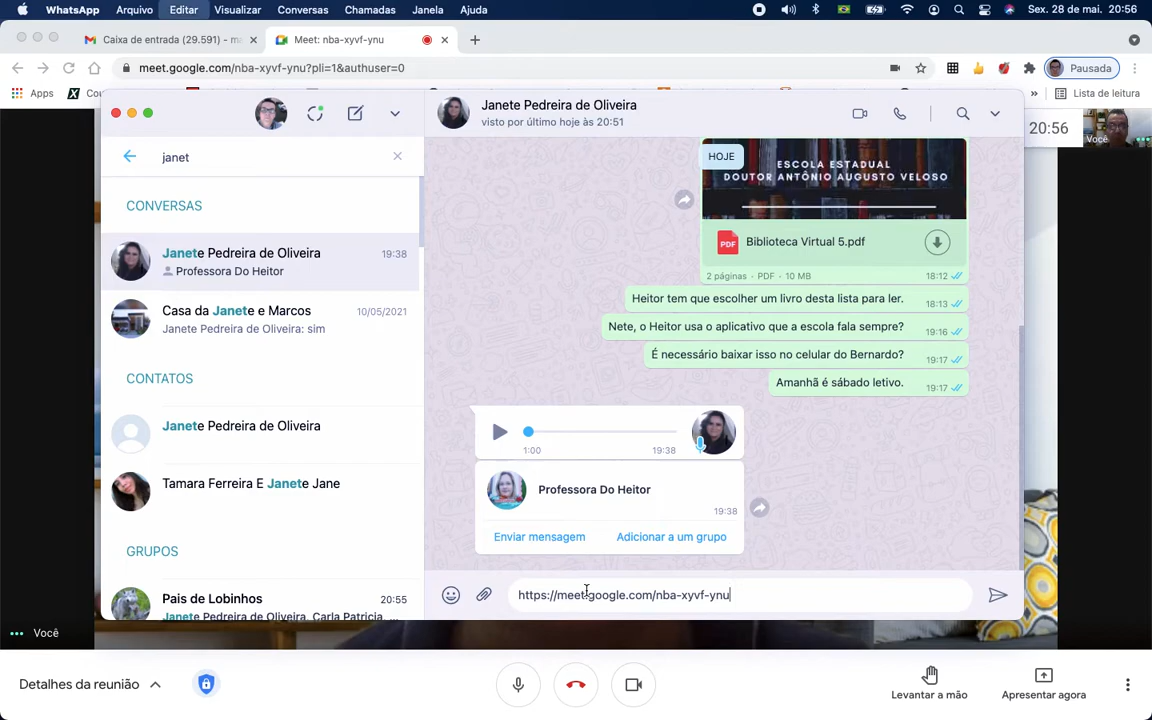 WhatsApp Arquivo Editar Visualizar Conversas Chamadas Janela Ajuda Sex. 28 de mai. 20:56
Caixa de entrada (29.591) - m
Meet: nba-xyvf-ynu
meet.google.com/nba-xyvf-ynu?pli=1&authuser=0
Pausada
Apps
» Lista de leitura
20:56
Você
janet
CONVERSAS
Janete Pedreira de Oliveira 19:38
Professora Do Heitor
Casa da Janete e Marcos 10/05/2021
Janete Pedreira de Oliveira: sim
CONTATOS
Janete Pedreira de Oliveira
Tamara Ferreira E Janete Jane
GRUPOS
Pais de Lobinhos 20:55
Janete Pedreira de Oliveira, Carla Patricia,
Janete Pedreira de Oliveira
visto por último hoje às 20:51
HOJE
ESCOLA ESTADUAL
DOUTOR ANTÔNIO AUGUSTO VELOSO
PDF Biblioteca Virtual 5.pdf
2 páginas · PDF · 10 MB 18:12
Heitor tem que escolher um livro desta lista para ler. 18:13
Nete, o Heitor usa o aplicativo que a escola fala sempre? 19:16
É necessário baixar isso no celular do Bernardo? 19:17
Amanhã é sábado letivo. 19:17
1:00 19:38
Professora Do Heitor
19:38
Enviar mensagem Adicionar a um grupo
https://meet.google.com/nba-xyvf-ynu
Você
Detalhes da reunião
Levantar a mão
Apresentar agora